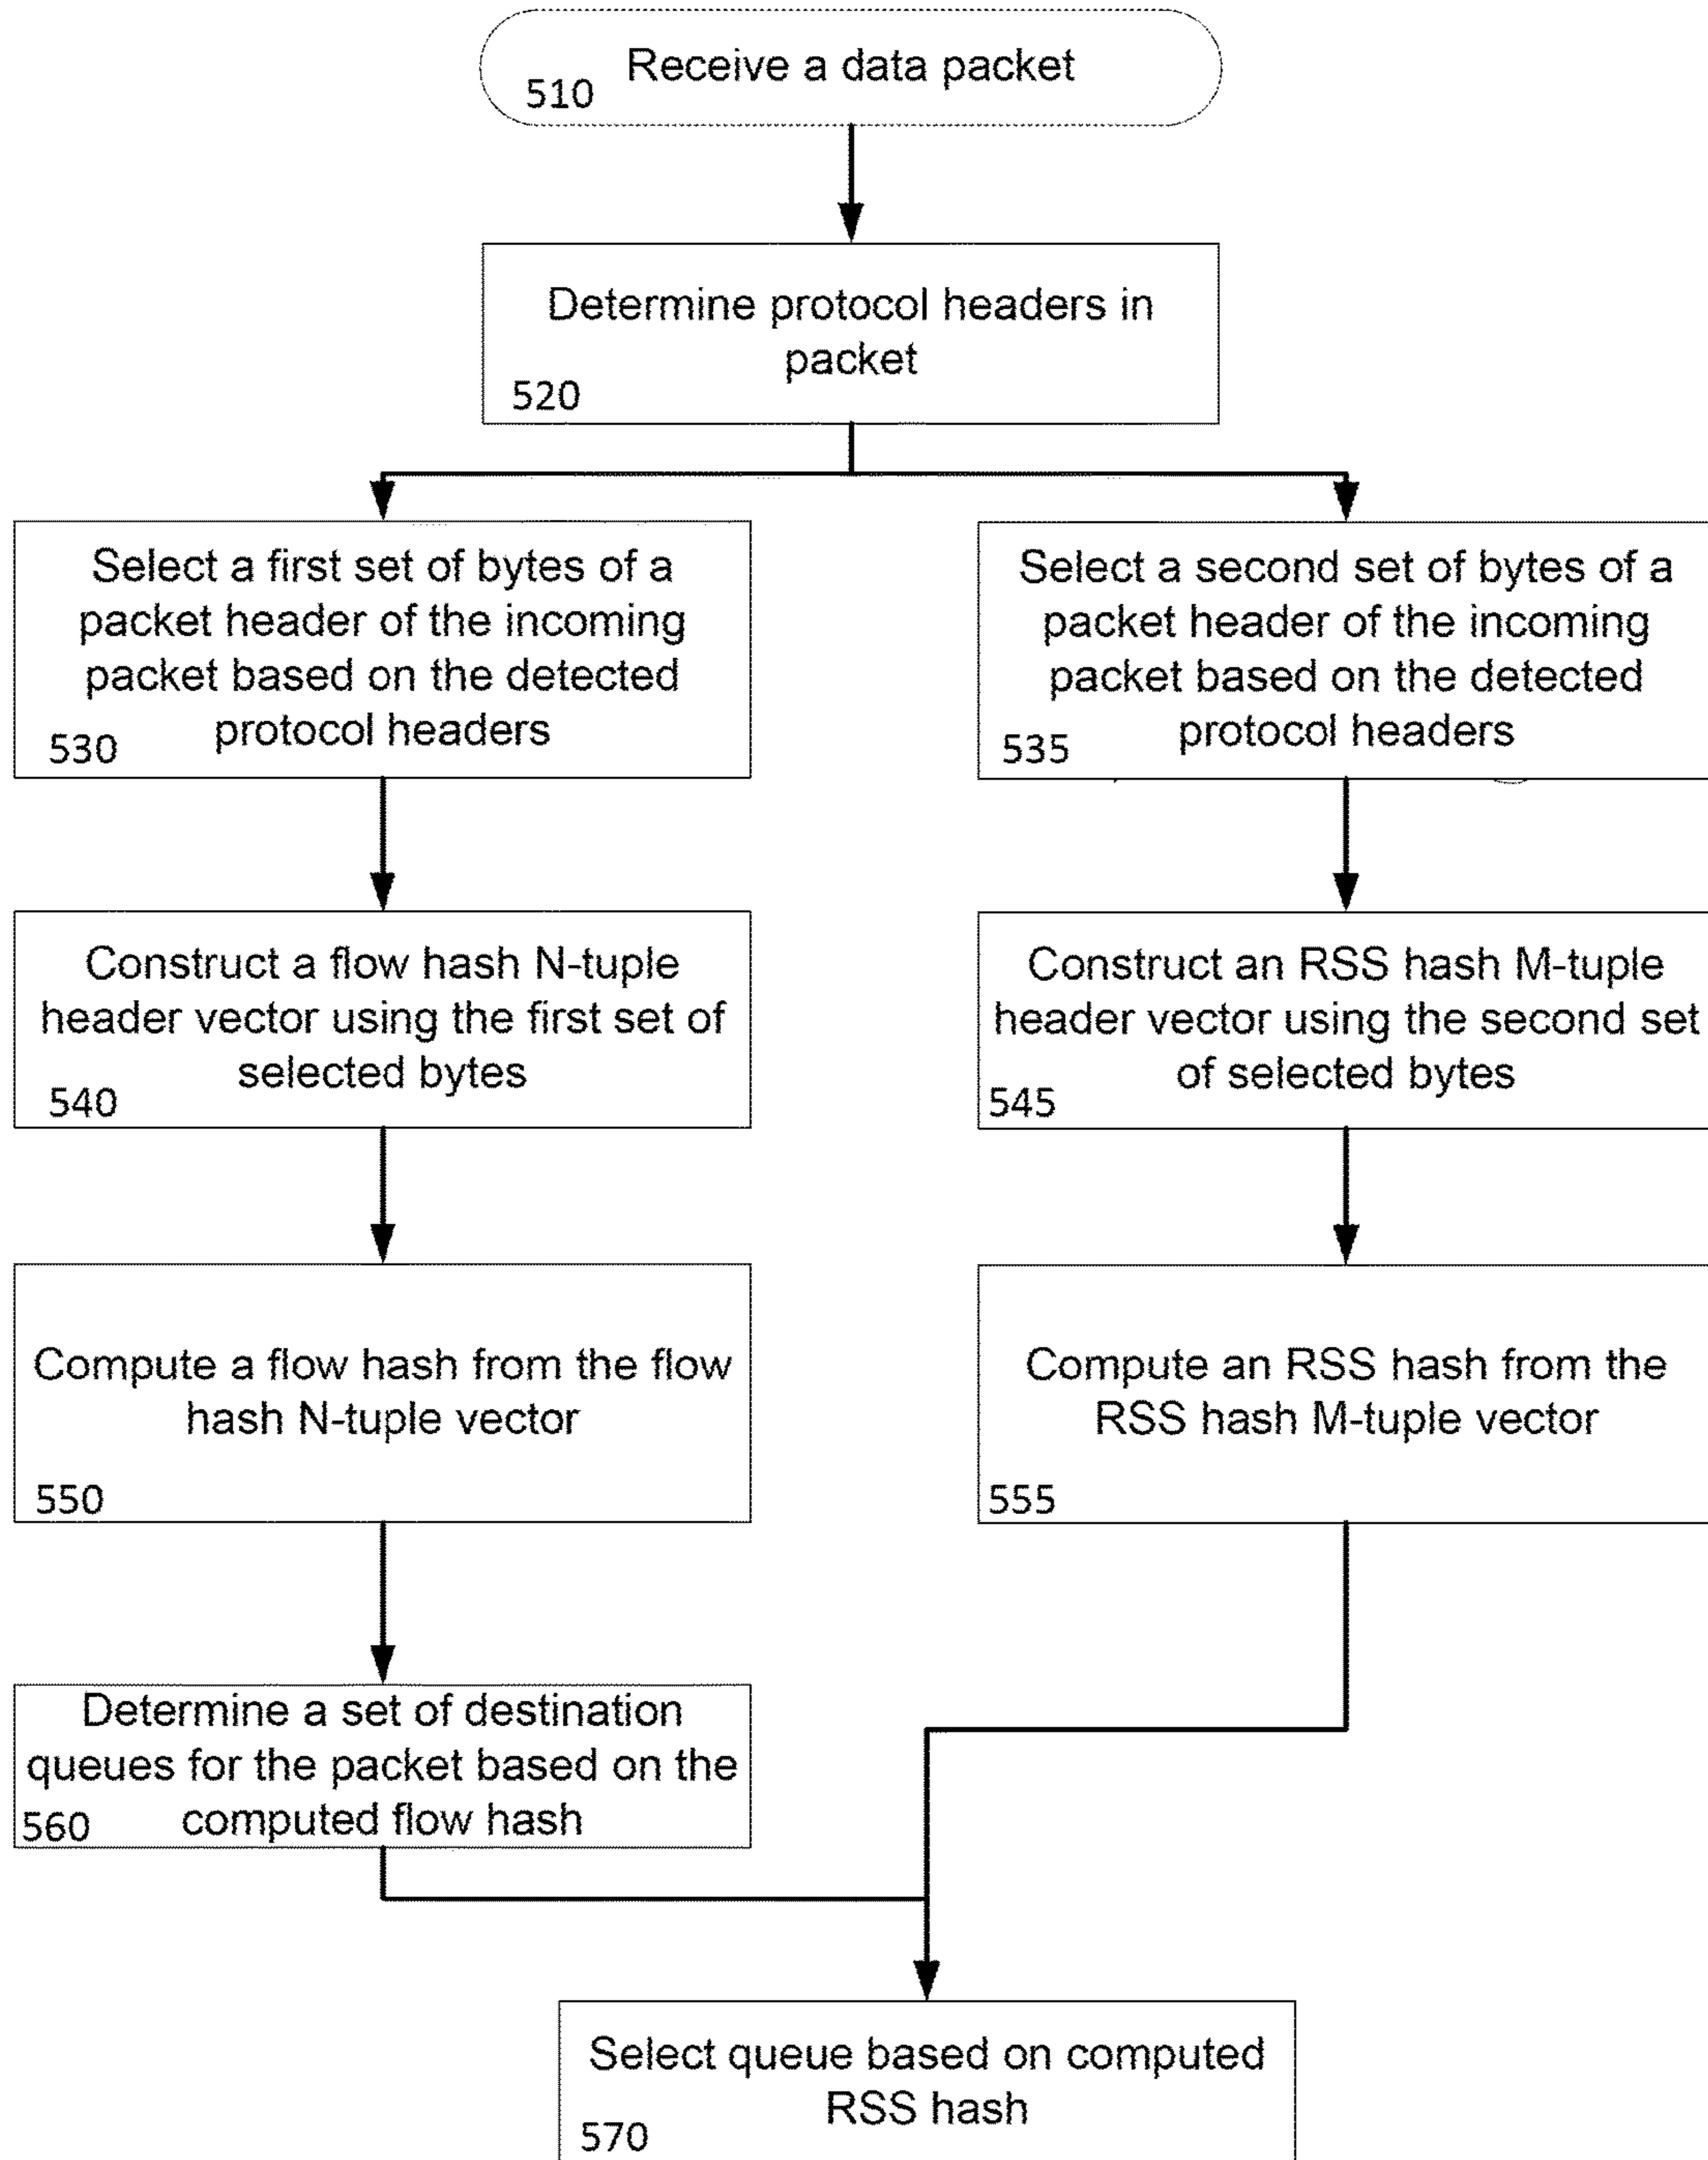 Receive a data packet
510
Determine protocol headers in
packet
520
Select a first set of bytes of a
packet header of the incoming
packet based on the detected
protocol headers
530
Select a second set of bytes of a
packet header of the incoming
packet based on the detected
protocol headers
535
Construct a flow hash N-tuple
header vector using the first set of
selected bytes
540
Construct an RSS hash M-tuple
header vector using the second set
of selected bytes
545
Compute a flow hash from the flow
hash N-tuple vector
550
Compute an RSS hash from the
RSS hash M-tuple vector
555
Determine a set of destination
queues for the packet based on the
computed flow hash
560
Select queue based on computed
RSS hash
570